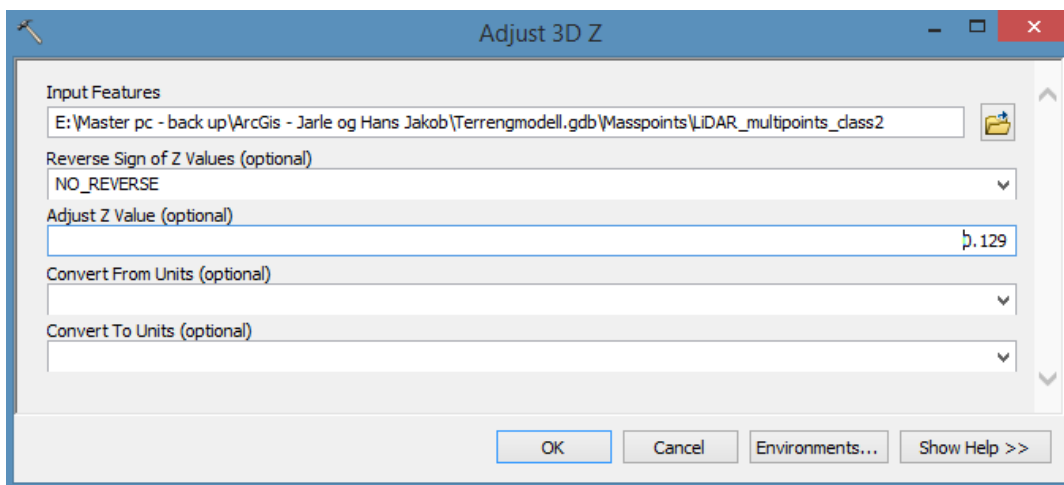 Adjust 3D Z
Input Features
E:\Master pc - back up\ArcGis - Jarle og Hans Jakob\Terrengmodell.gdb\Masspoints\LiDAR_multipoints_class2
Reverse Sign of Z Values (optional)
NO_REVERSE
Adjust Z Value (optional)
0.129
Convert From Units (optional)
Convert To Units (optional)
OK Cancel Environments... Show Help >>